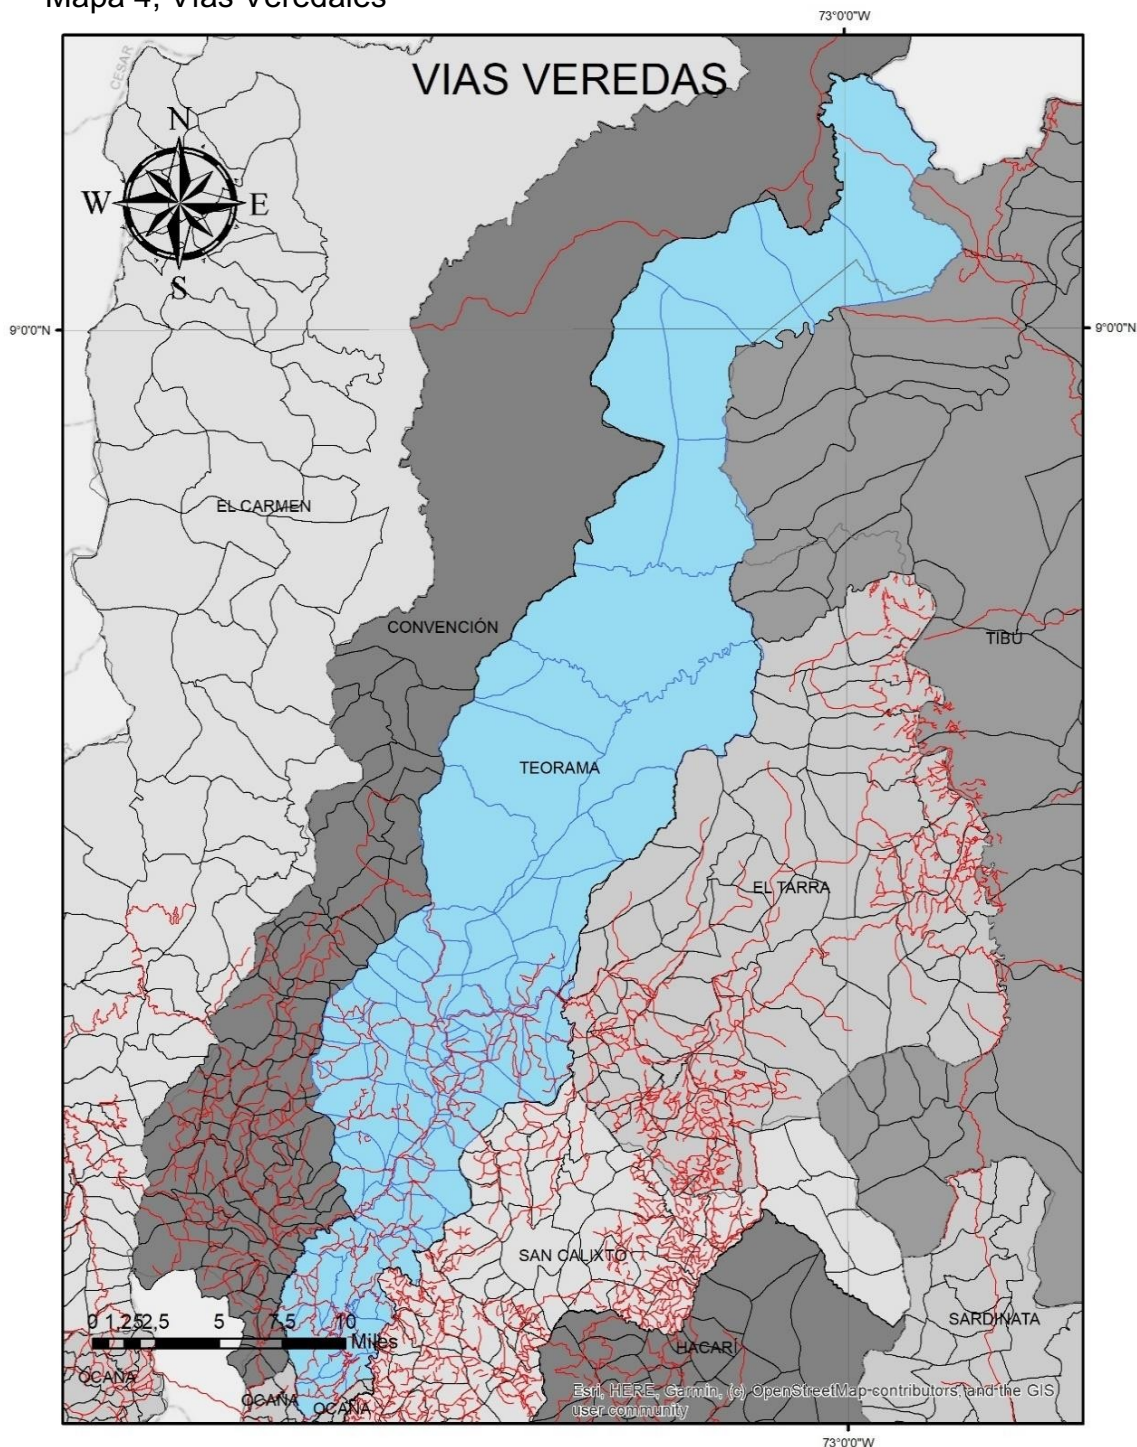 Mapa 4, Vías Veredales
73°0'0"W
VIAS VEREDAS
CESAR
N
W
E
S
9°0'0"N
9°0'0"N
EL CARMEN
CONVENCIÓN
TIBÚ
TEORAMA
EL TARRA
SAN CALIXTO
SARDINATA
0 1,252,5 5 7,5 10
Miles
HACARÍ
OCAÑA
OCAÑA
OCAÑA
Esri, HERE, Garmin, (c) OpenStreetMap contributors, and the GIS
user community
73°0'0"W